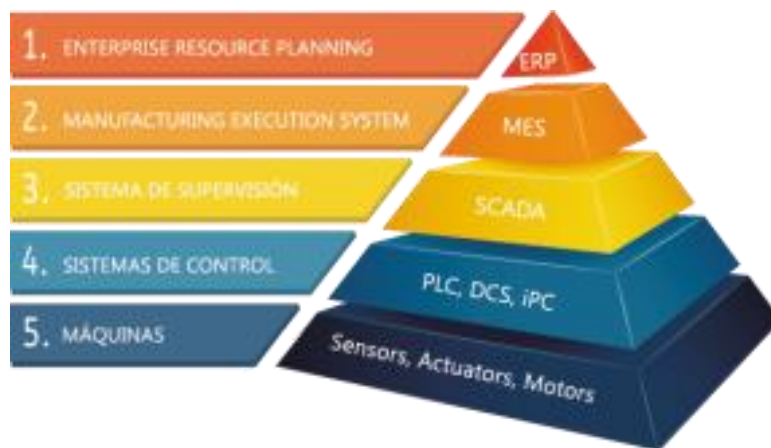 1. ENTERPRISE RESOURCE PLANNING
ERP
2. MANUFACTURING EXECUTION SYSTEM
MES
3. SISTEMA DE SUPERVISIÓN
SCADA
4. SISTEMAS DE CONTROL
PLC, DCS, iPC
5. MÁQUINAS
Sensors, Actuators, Motors